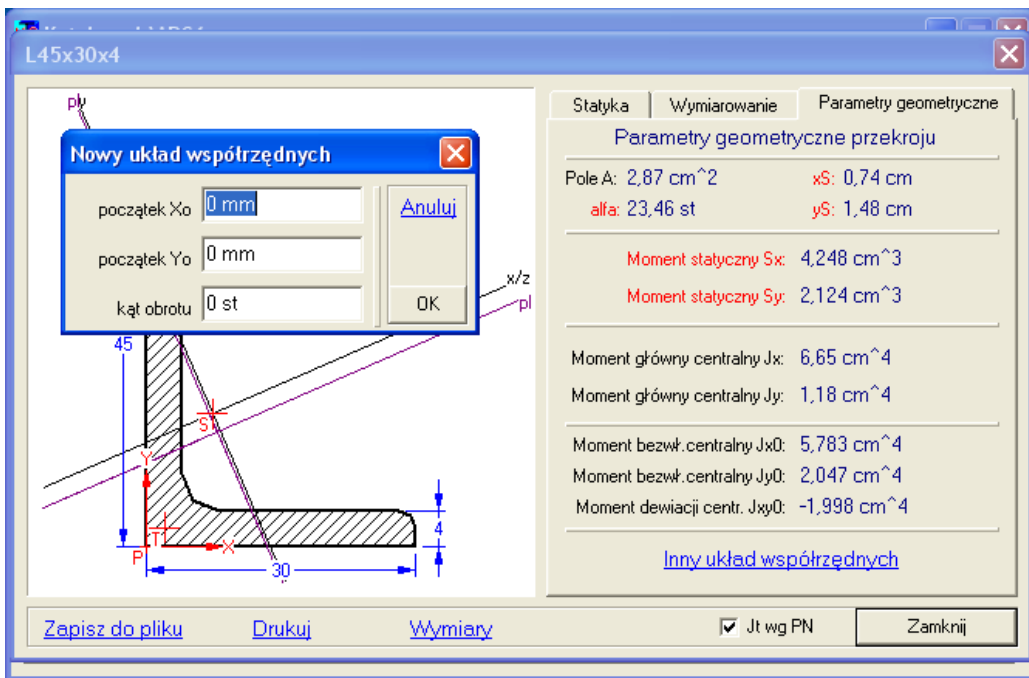 L45x30x4
ply
Nowy układ współrzędnych
początek Xo 0 mm Anuluj
początek Yo 0 mm
kąt obrotu 0 st OK
x/z
pl
45
S
Y
4
T
P
X
30
Statyka Wymiarowanie Parametry geometryczne
Parametry geometryczne przekroju
Pole A: 2,87 cm^2 xS: 0,74 cm
alfa: 23,46 st yS: 1,48 cm
Moment statyczny Sx: 4,248 cm^3
Moment statyczny Sy: 2,124 cm^3
Moment główny centralny Jx: 6,65 cm^4
Moment główny centralny Jy: 1,18 cm^4
Moment bezwł.centralny Jx0: 5,783 cm^4
Moment bezwł.centralny Jy0: 2,047 cm^4
Moment dewiacji centr. Jxy0: -1,998 cm^4
Inny układ współrzędnych
Zapisz do pliku Drukuj Wymiary Jt wg PN Zamknij